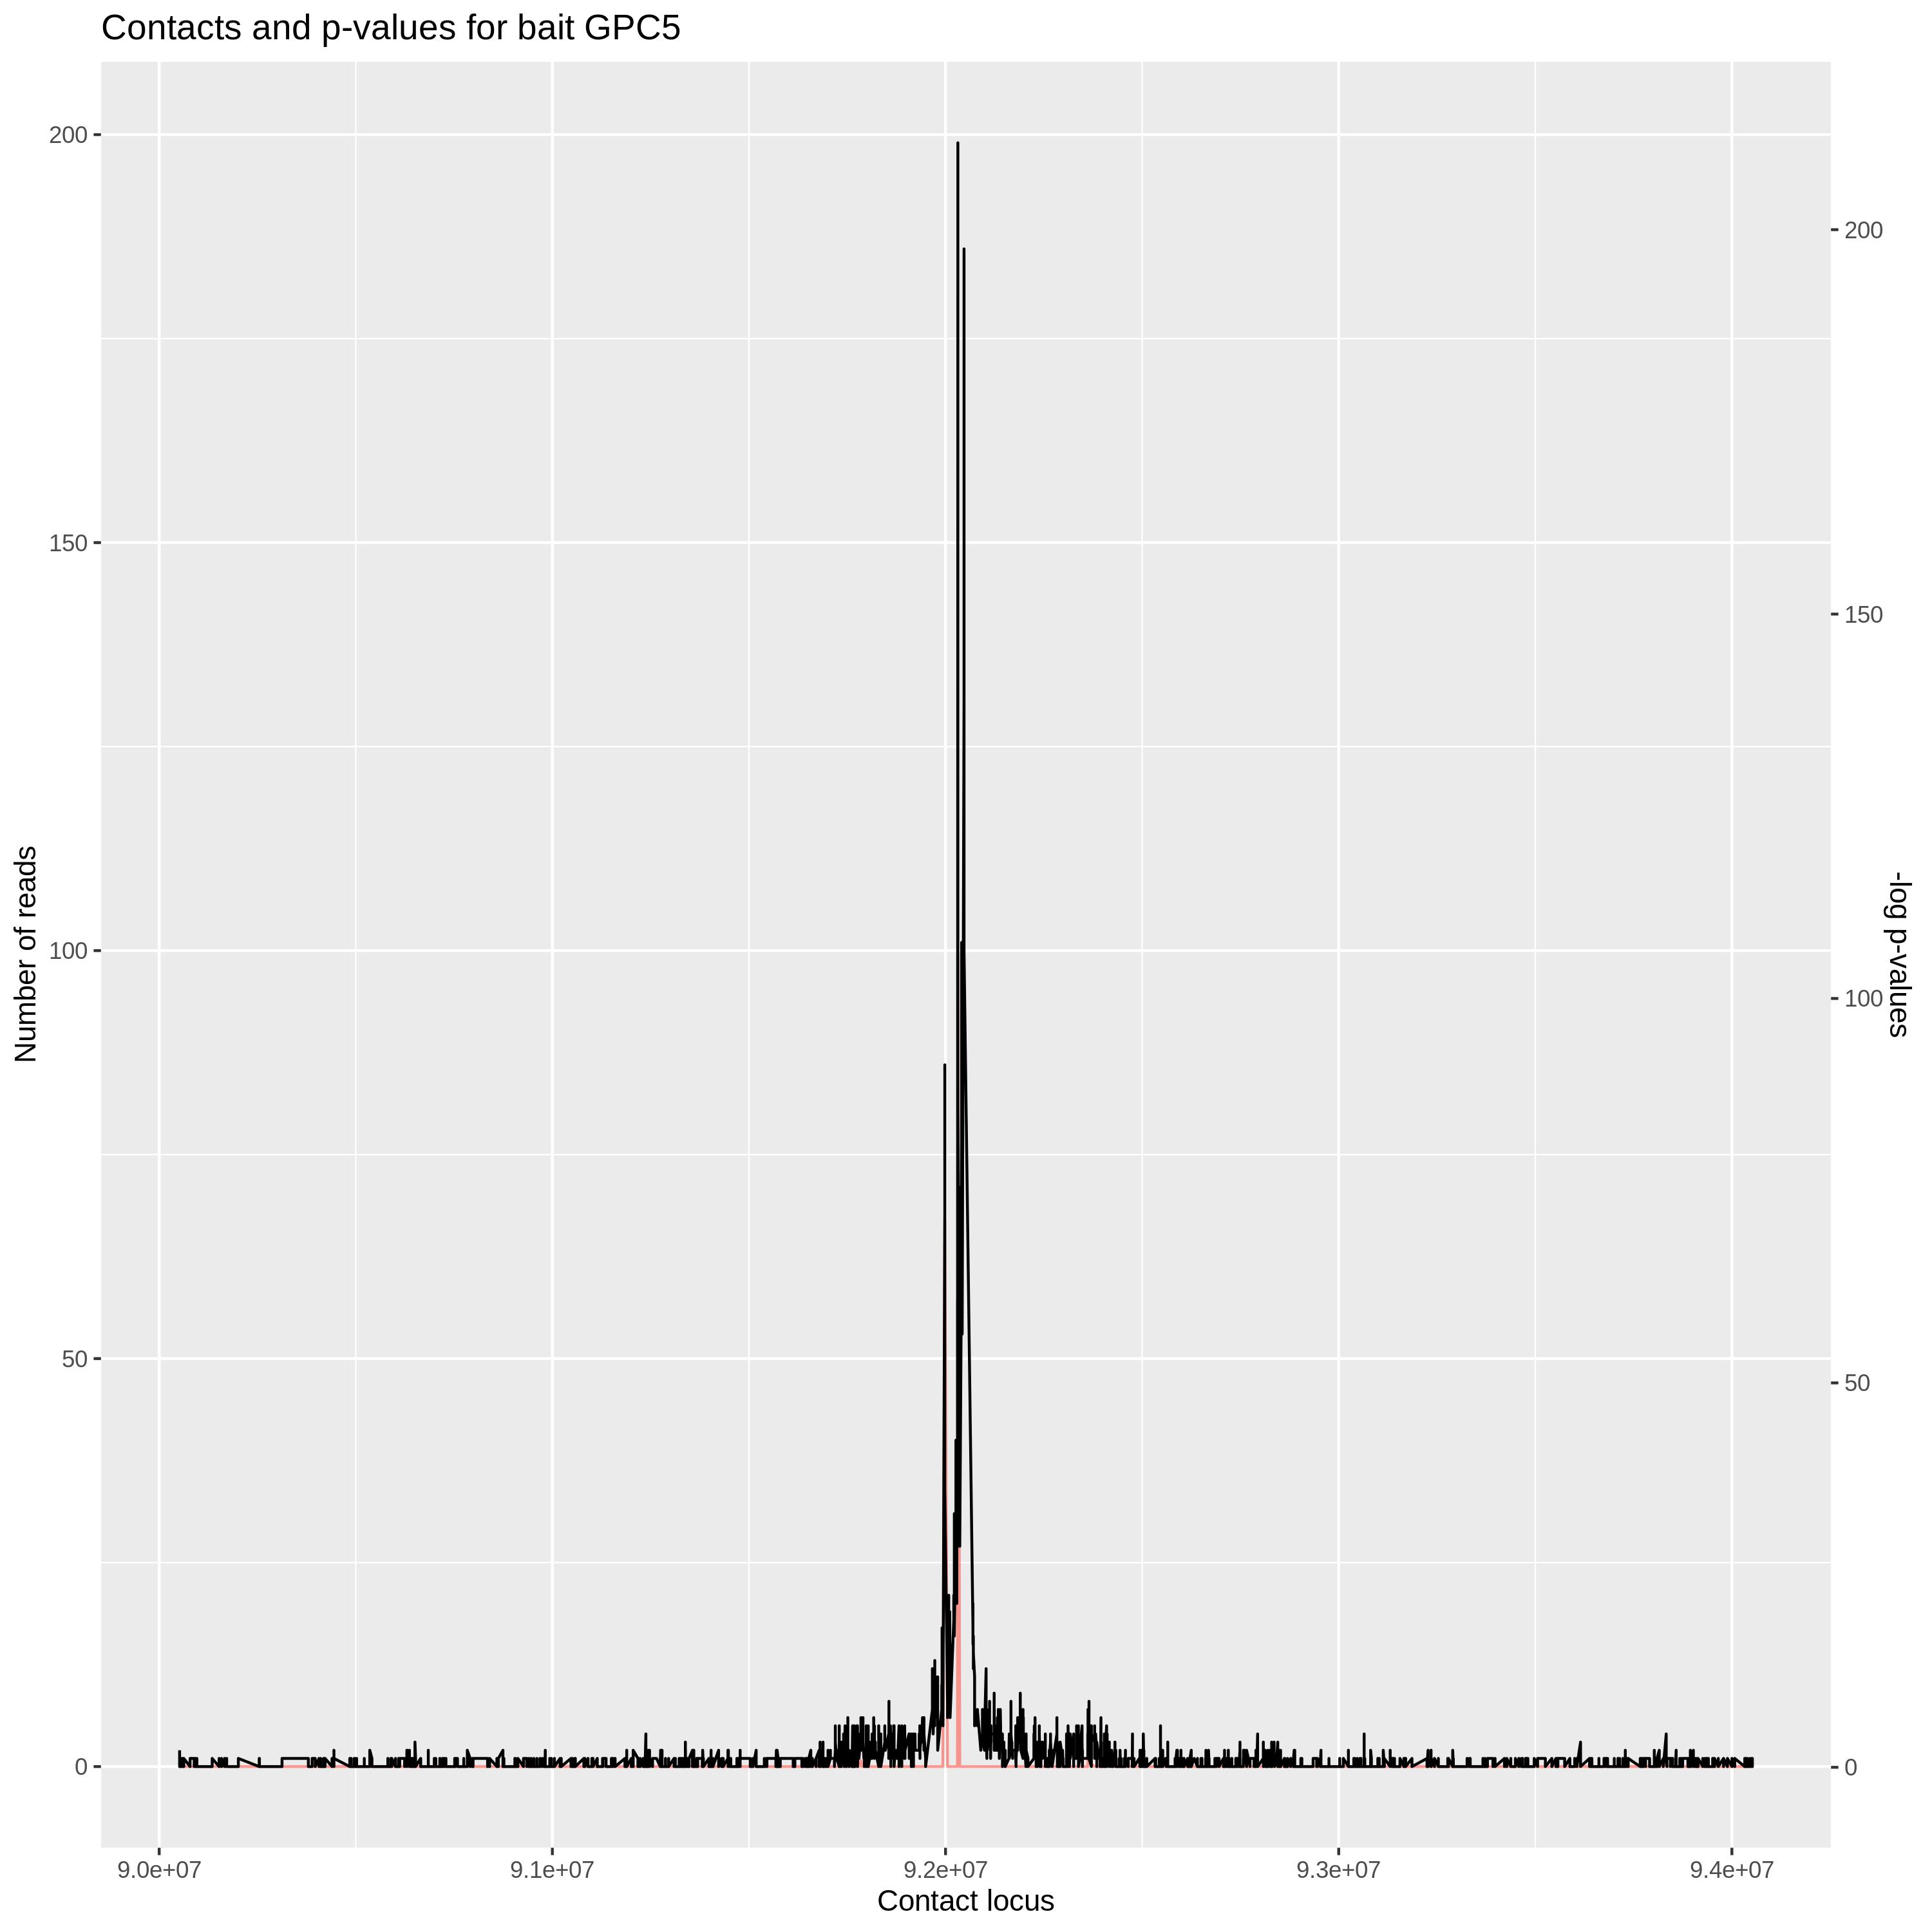 Contacts and p-values for bait GPC5
Number of reads
200
150
100
50
0
200
150
100
50
0
-log p-values
9.0e+07
9.1e+07
9.2e+07
9.3e+07
9.4e+07
Contact locus